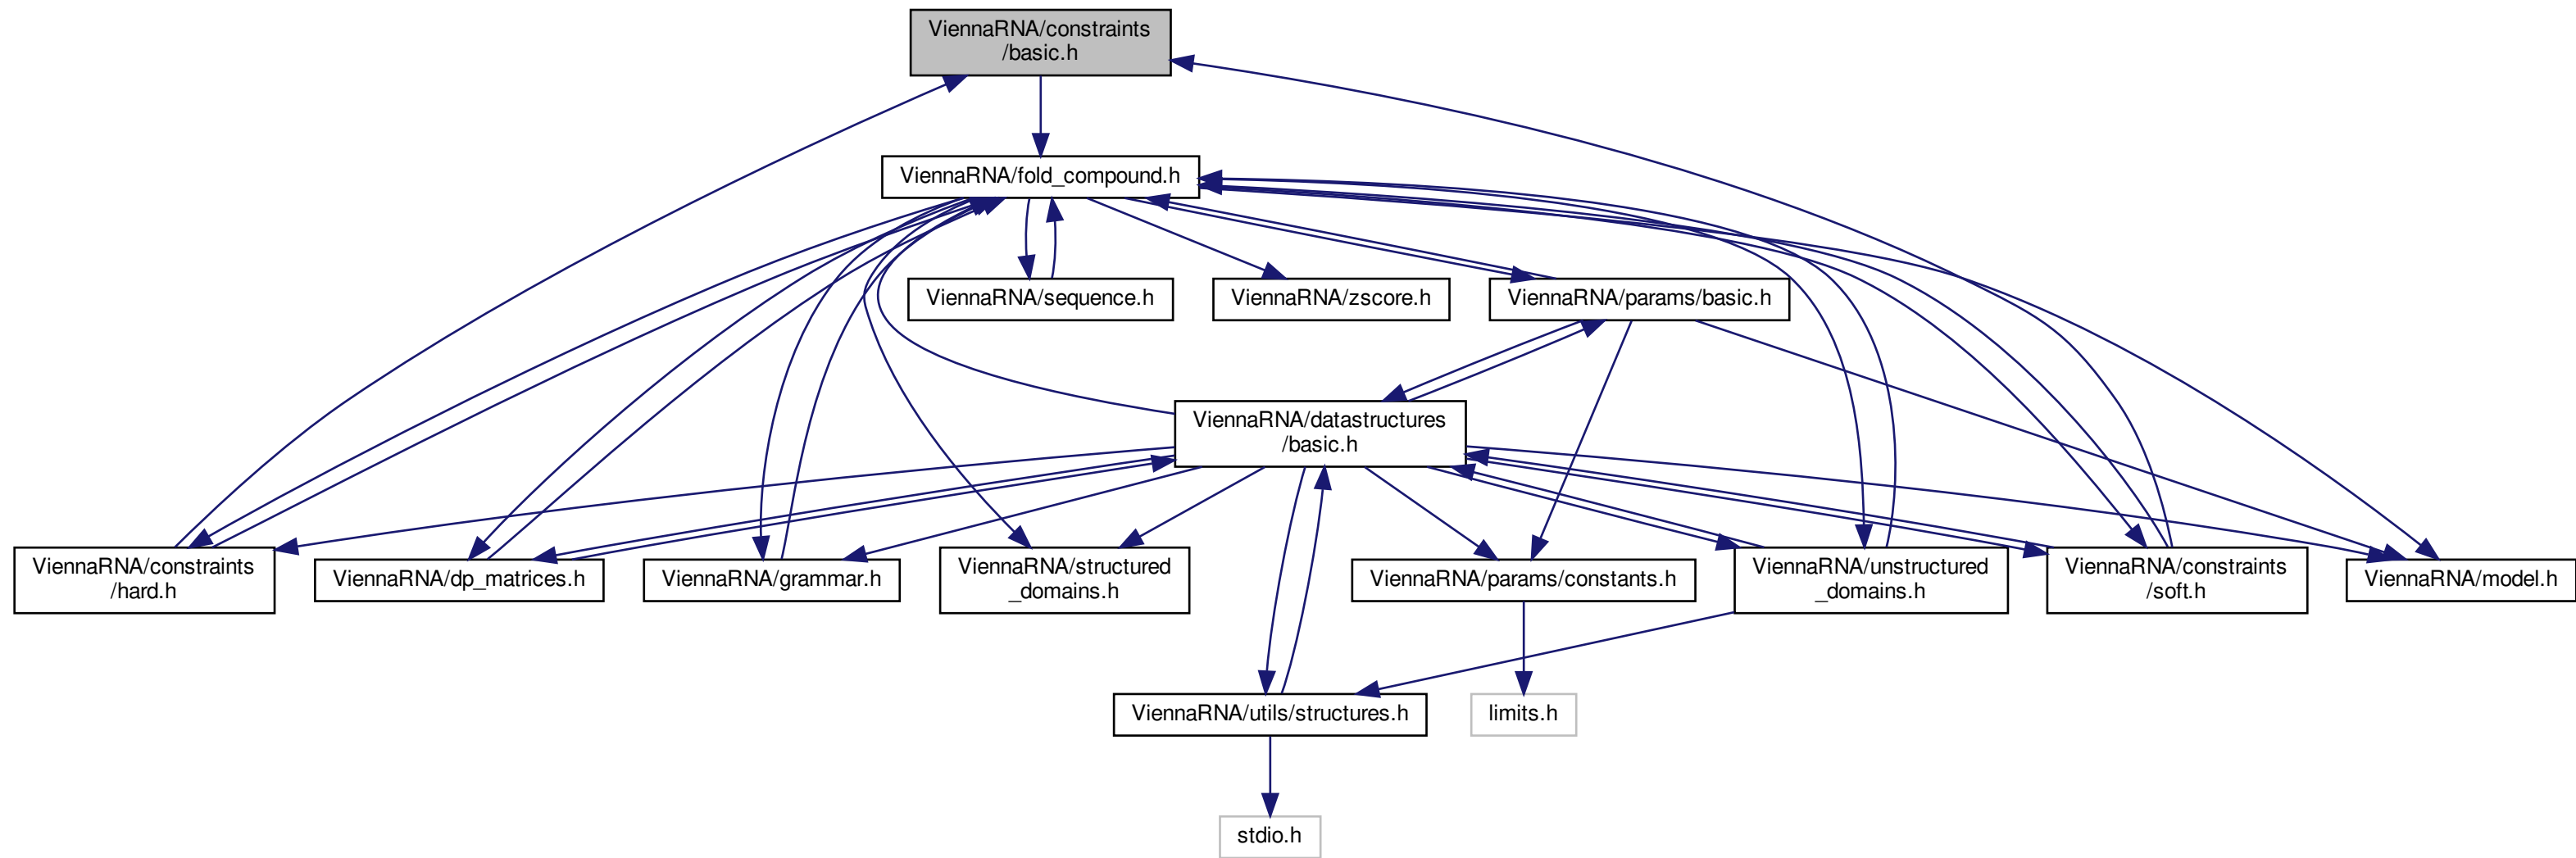 ViennaRNA/constraints
/basic.h
ViennaRNA/fold_compound.h
ViennaRNA/sequence.h
ViennaRNA/zscore.h
ViennaRNA/params/basic.h
ViennaRNA/datastructures
/basic.h
ViennaRNA/constraints
/hard.h
ViennaRNA/dp_matrices.h
ViennaRNA/grammar.h
ViennaRNA/structured
_domains.h
ViennaRNA/params/constants.h
ViennaRNA/unstructured
_domains.h
ViennaRNA/constraints
/soft.h
ViennaRNA/model.h
ViennaRNA/utils/structures.h
limits.h
stdio.h